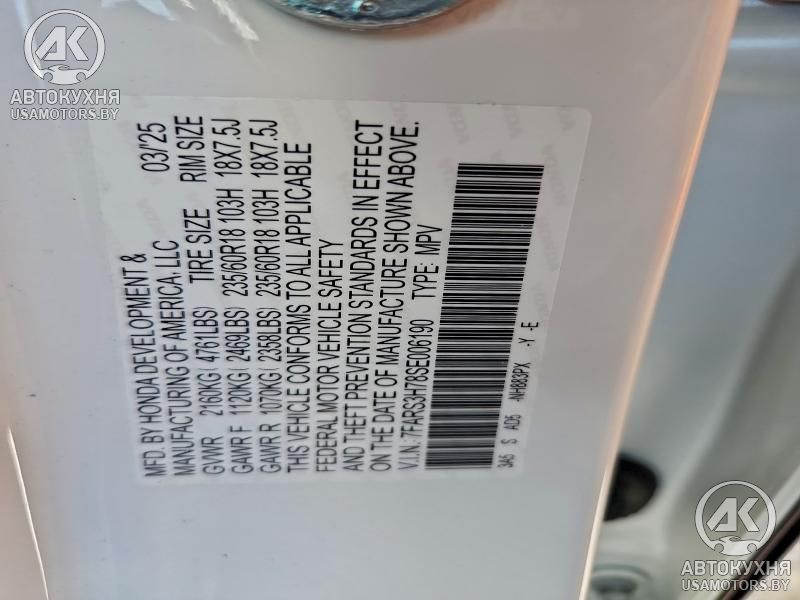 AK
АВТОКУХНЯ
USAMOTORS.BY
MFD. BY HONDA DEVELOPMENT &
MANUFACTURING OF AMERICA, LLC 03/'25
GVWR 2160KG( 4761LBS) TIRE SIZE RIM SIZE
GAWR F 1120KG( 2469LBS) 235/60R18 103H 18X7.5J
GAWR R 1070KG( 2358LBS) 235/60R18 103H 18X7.5J
THIS VEHICLE CONFORMS TO ALL APPLICABLE
FEDERAL MOTOR VEHICLE SAFETY
AND THEFT PREVENTION STANDARDS IN EFFECT
ON THE DATE OF MANUFACTURE SHOWN ABOVE.
V.I.N.:7FARS3H78SE006190 TYPE: MPV
3A5 S AD5 -NH883PX -Y -E
AK
АВТОКУХНЯ
USAMOTORS.BY